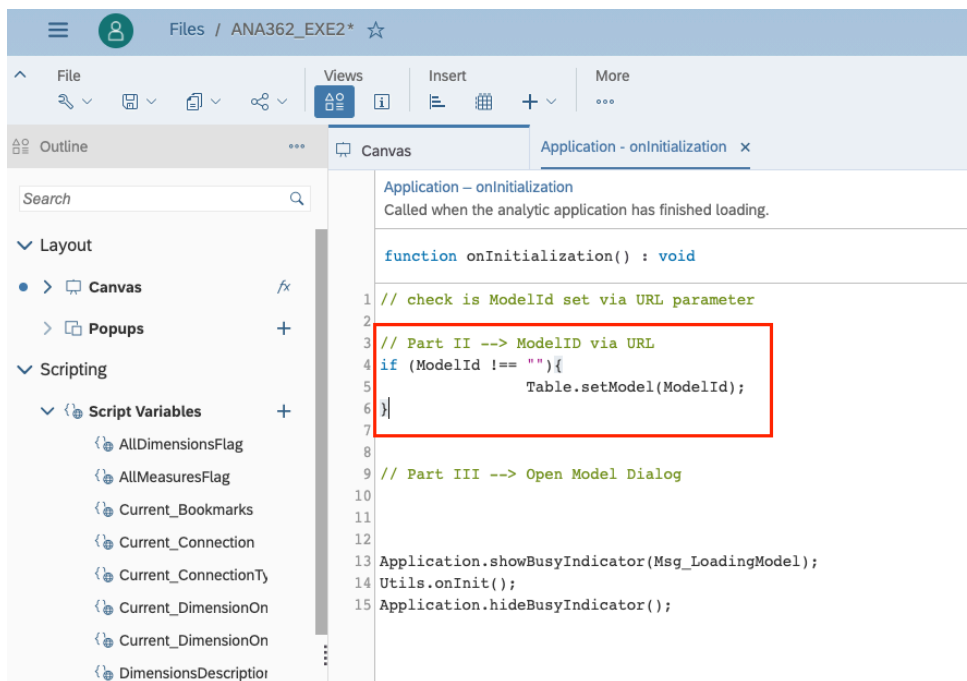 Files / ANA362_EXE2*
File
Views
Insert
More
Outline
Canvas
Application - onInitialization
Search
Application – onInitialization
Called when the analytic application has finished loading.
Layout
function onInitialization() : void
Canvas
Popups
Scripting
Script Variables
AllDimensionsFlag
AllMeasuresFlag
Current_Bookmarks
Current_Connection
Current_ConnectionTy
Current_DimensionOn
Current_DimensionOn
DimensionsDescription
1 // check is ModelId set via URL parameter
2
3 // Part II --> ModelID via URL
4 if (ModelId !== ""){
5 Table.setModel(ModelId);
6 }
7
8
9 // Part III --> Open Model Dialog
10
11
12
13 Application.showBusyIndicator(Msg_LoadingModel);
14 Utils.onInit();
15 Application.hideBusyIndicator();